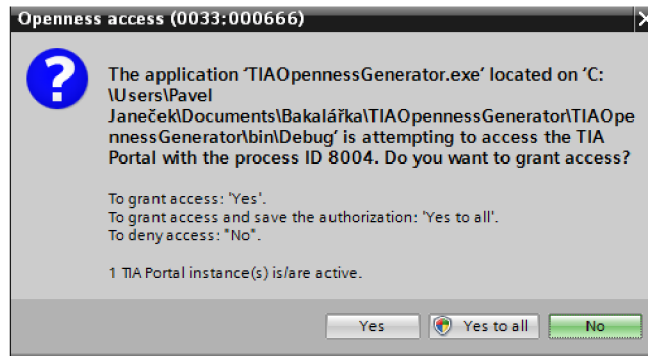 Openness access (0033:000666)
The application 'TIAOpennessGenerator.exe' located on 'C:
\Users\Pavel
Janeček\Documents\Bakalářka\TIAOpennessGenerator\TIAOpe
nnessGenerator\bin\Debug' is attempting to access the TIA
Portal with the process ID 8004. Do you want to grant access?
To grant access: 'Yes'.
To grant access and save the authorization: 'Yes to all'.
To deny access: "No".
1 TIA Portal instance(s) is/are active.
Yes
Yes to all
No